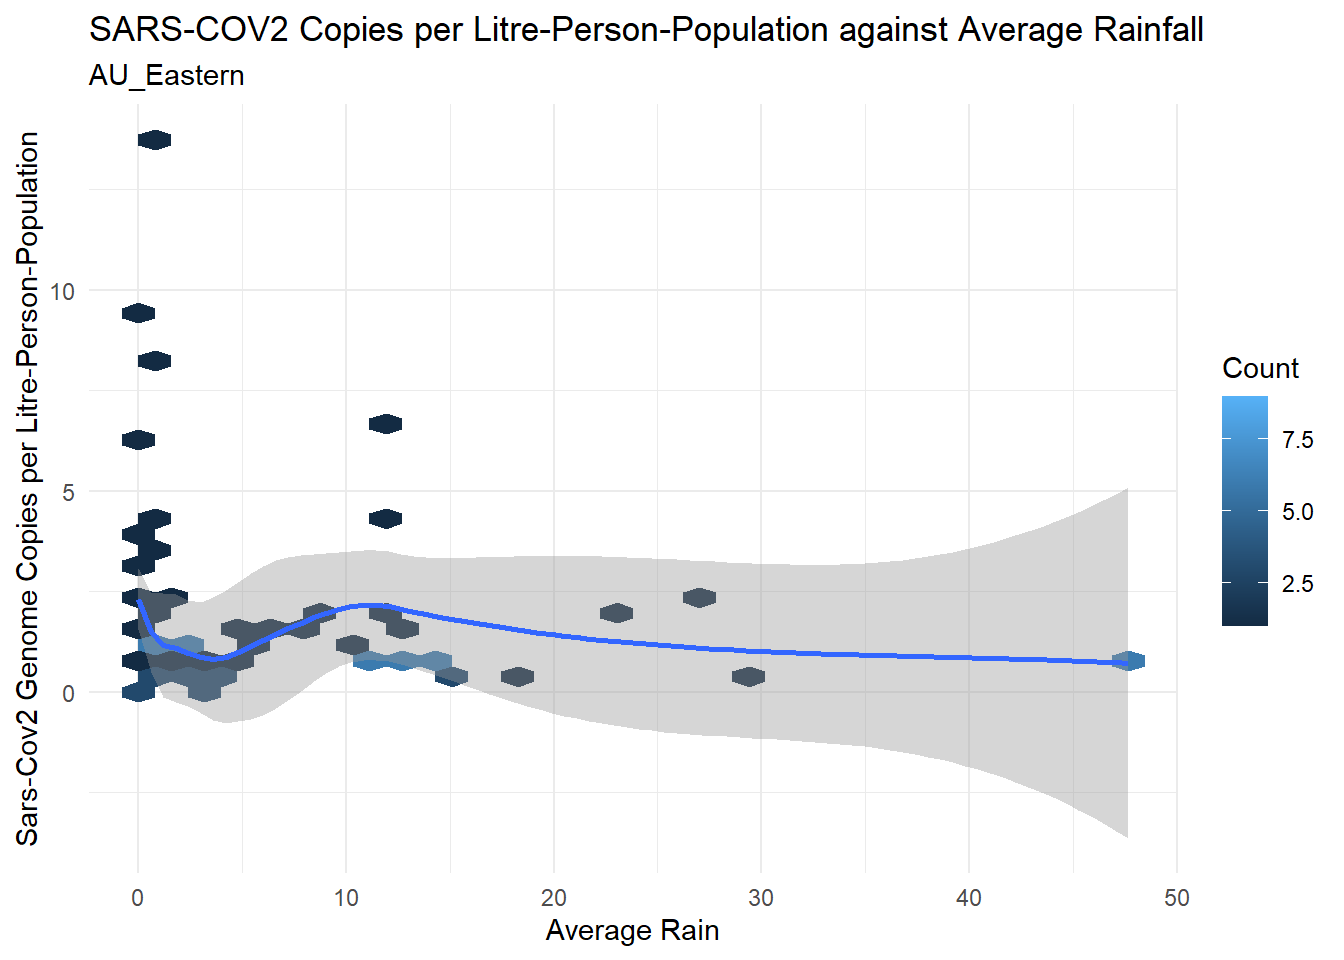 SARS-COV2 Copies per Litre-Person-Population against Average Rainfall
AU_Eastern
Sars-Cov2 Genome Copies per Litre-Person-Population
10
5
0
0
10
20
30
40
50
Average Rain
Count
7.5
5.0
2.5